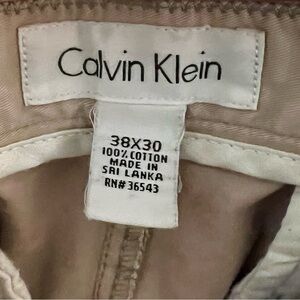 Calvin Klein
38X30
100% COTTON
MADE IN
SRI LANKA
RN# 36543